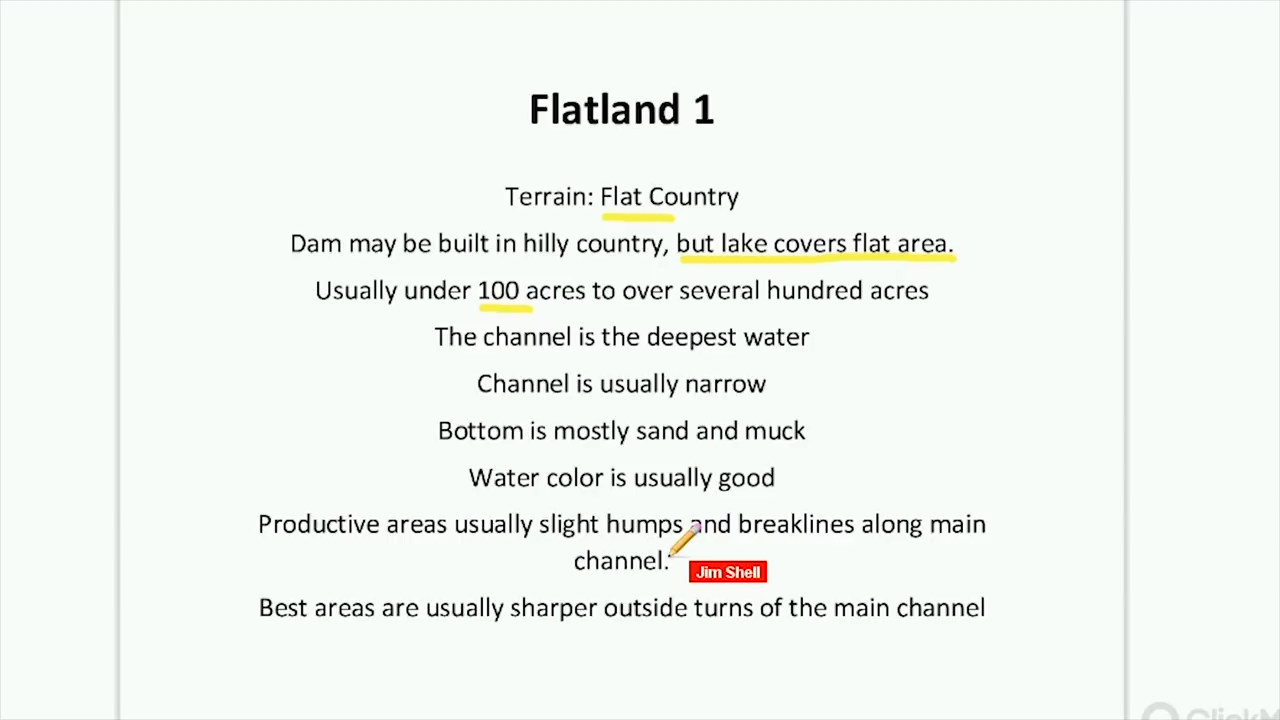 Flatland 1
Terrain: Flat Country
Dam may be built in hilly country, but lake covers flat area.
Usually under 100 acres to over several hundred acres
The channel is the deepest water
Channel is usually narrow
Bottom is mostly sand and muck
Water color is usually good
Productive areas usually slight humps and breaklines along main
channel.
Jim Shell
Best areas are usually sharper outside turns of the main channel